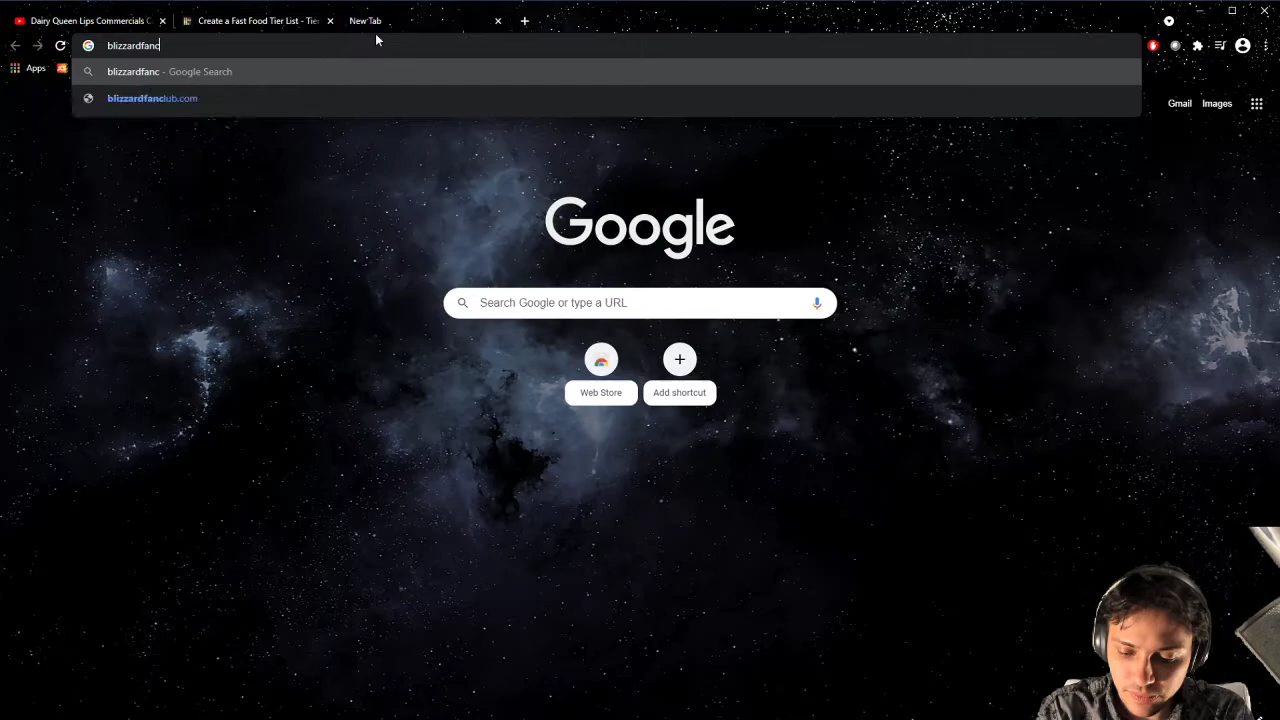 Dairy Queen Lips Commercials C
Create a Fast Food Tier List - Tier
New Tab
blizzardfanc
Apps
blizzardfanc - Google Search
blizzardfanclub.com
Gmail
Images
Google
Search Google or type a URL
Web Store
Add shortcut